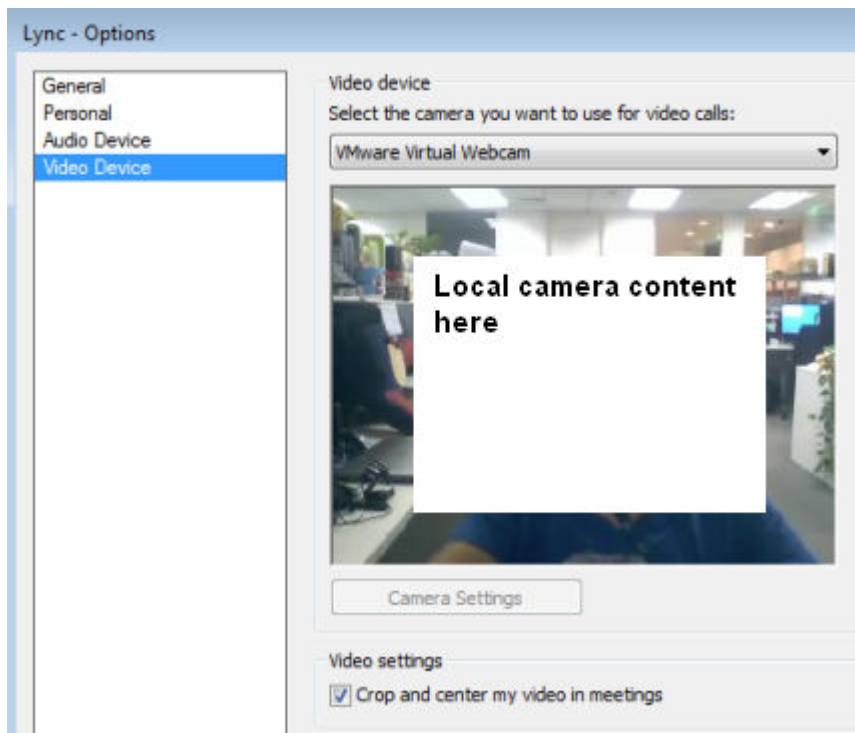 Lync - Options
General
Personal
Audio Device
Video Device
Video device
Select the camera you want to use for video calls:
VMware Virtual Webcam
Local camera content
here
Camera Settings
Video settings
Crop and center my video in meetings